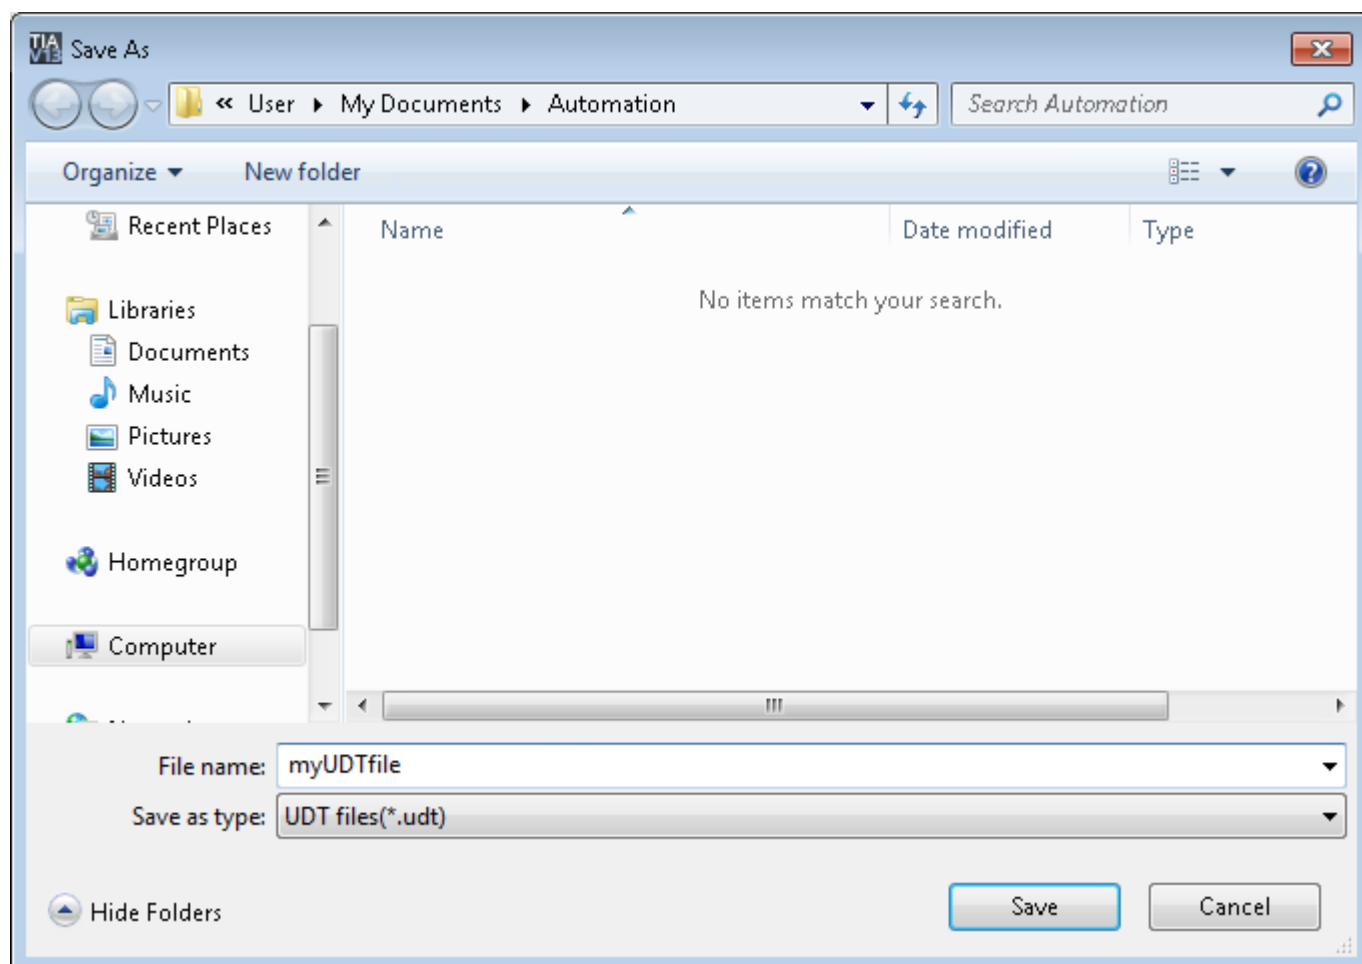 TIA
V13
Save As
« User ▸ My Documents ▸ Automation
Search Automation
Organize
New folder
Recent Places
Name
Date modified
Type
No items match your search.
Libraries
Documents
Music
Pictures
Videos
Homegroup
Computer
File name: myUDTfile
Save as type: UDT files(*.udt)
Hide Folders
Save
Cancel